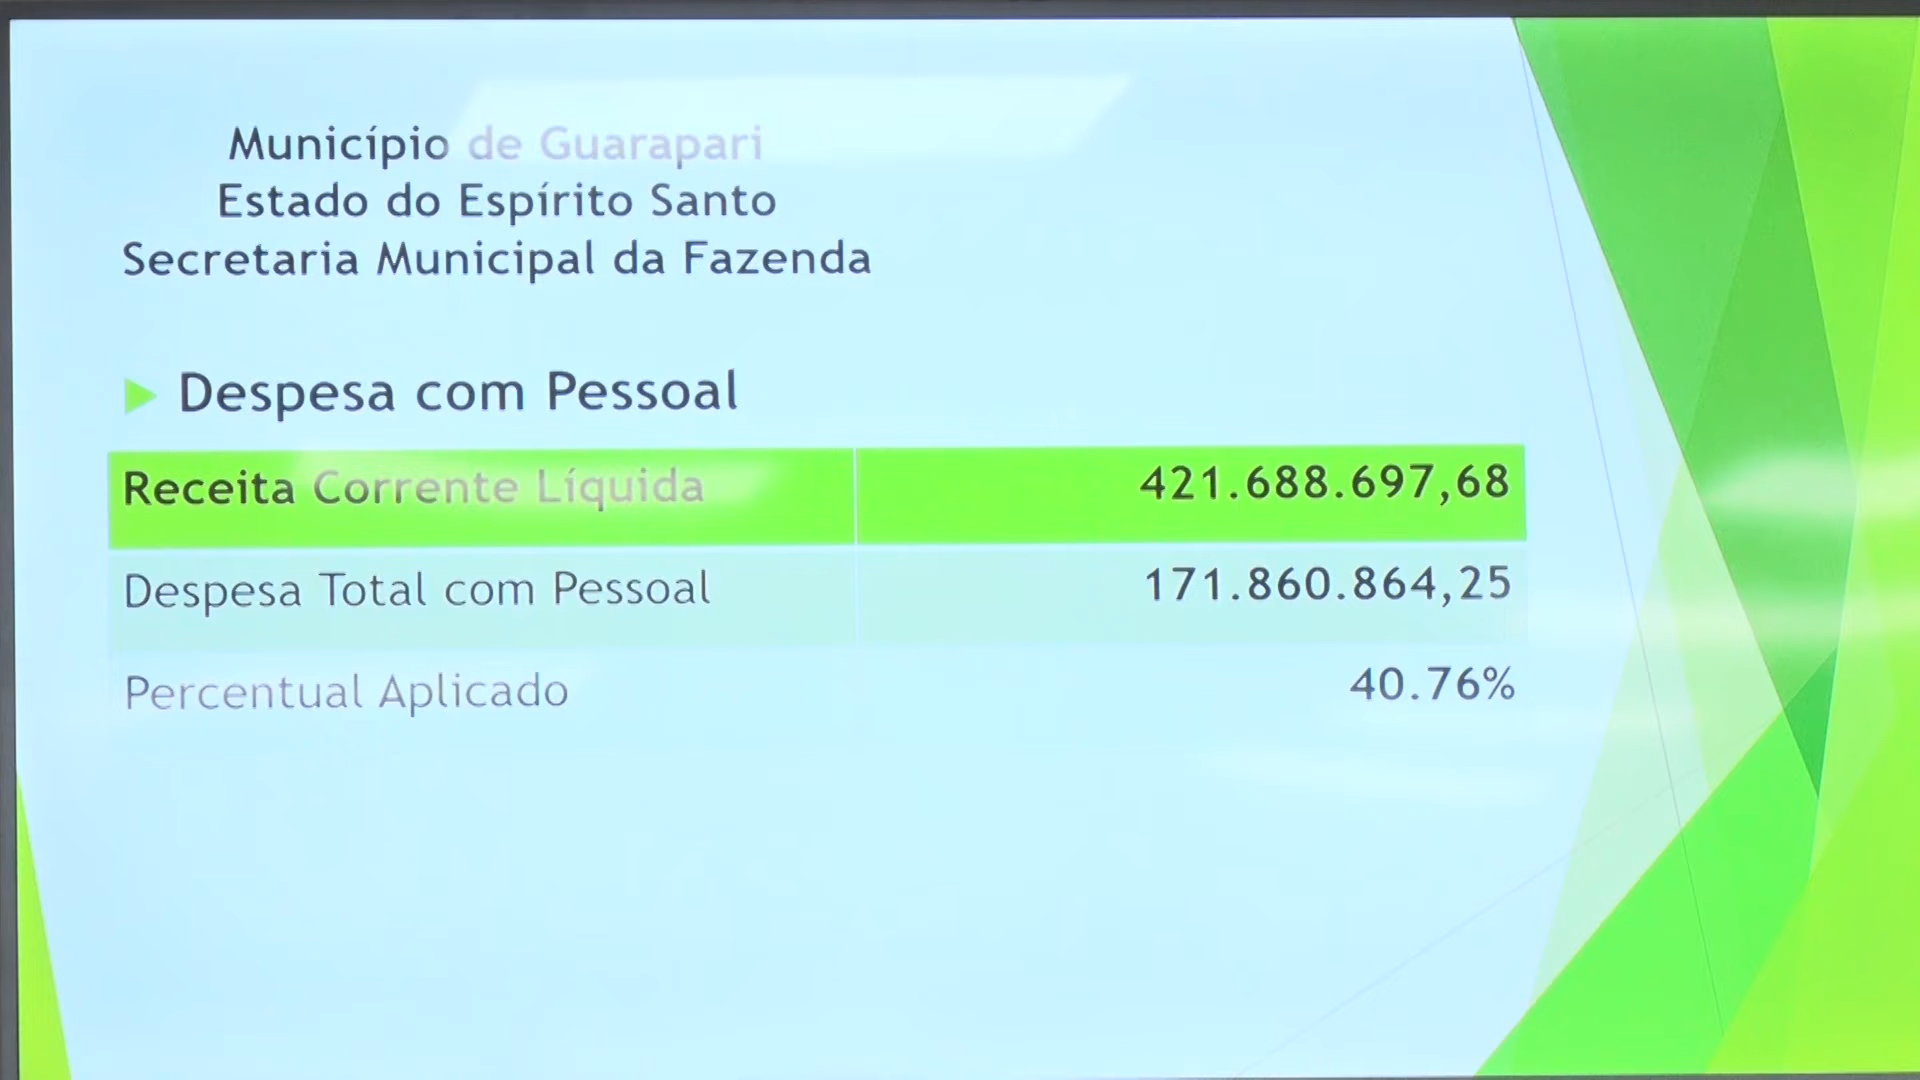 Município de Guarapari
Estado do Espírito Santo
Secretaria Municipal da Fazenda
Despesa com Pessoal
Receita Corrente Líquida 421.688.697,68
Despesa Total com Pessoal 171.860.864,25
Percentual Aplicado 40.76%